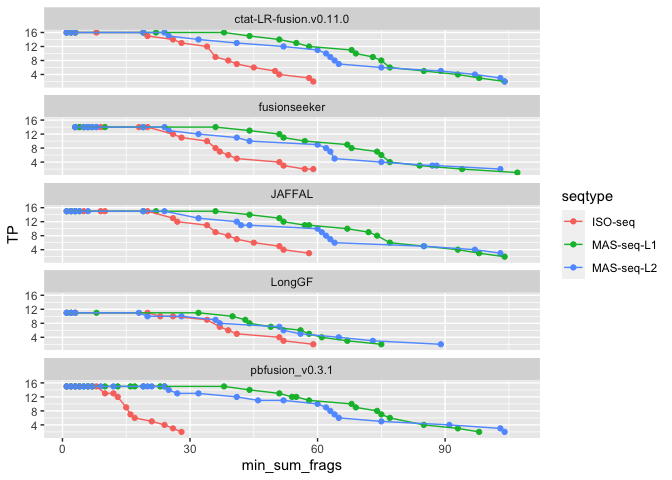 ctat-LR-fusion.v0.11.0
16
12
8
4
fusionseeker
16
12
8
4
JAFFAL
16
12
8
4
LongGF
16
12
8
4
pbfusion_v0.3.1
16
12
8
4
0
30
60
90
min_sum_frags
TP
seqtype
ISO-seq
MAS-seq-L1
MAS-seq-L2